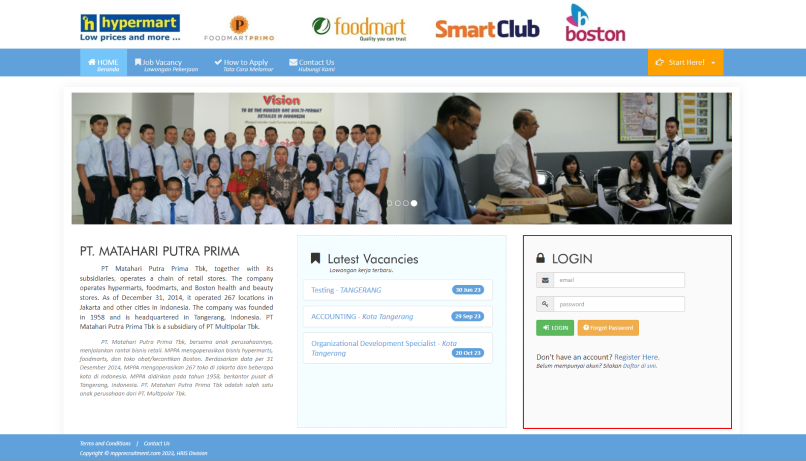 hypermart
Low prices and more ...
FOODMARTPRIMO
foodmart
Quality you can trust
SmartClub
boston
HOME
Beranda
Job Vacancy
Lowongan Pekerjaan
How to Apply
Tata Cara Melamar
Contact Us
Hubungi Kami
Start Here!
Vision
TO BE THE NUMBER ONE MULTI-FORMAT
RETAILER IN INDONESIA
PT. MATAHARI PUTRA PRIMA
PT Matahari Putra Prima Tbk, together with its
subsidiaries, operates a chain of retail stores. The company
operates hypermarts, foodmarts, and Boston health and beauty
stores. As of December 31, 2014, it operated 267 locations in
Jakarta and other cities in Indonesia. The company was founded
in 1958 and is headquartered in Tangerang, Indonesia. PT
Matahari Putra Prima Tbk is a subsidiary of PT Multipolar Tbk.
PT. Matahari Putra Prima Tbk, bersama anak perusahaannya,
menjalankan rantai bisnis retail. MPPA mengoperasikan bisnis hypermarts,
foodmarts, dan toko obat/kecantikan Boston. Berdasarkan data per 31
Desember 2014, MPPA mengoperasikan 267 toko di Jakarta dan beberapa
kota di Indonesia. MPPA didirikan pada tahun 1958, berkantor pusat di
Tangerang, Indonesia. PT. Matahari Putra Prima Tbk adalah salah satu
anak perusahaan dari PT. Multipolar Tbk.
Latest Vacancies
Lowongan kerja terbaru.
Testing - TANGERANG
30 Jun 23
ACCOUNTING - Kota Tangerang
29 Sep 23
Organizational Development Specialist - Kota
Tangerang
20 Oct 23
LOGIN
email
password
LOGIN
Forgot Password
Don't have an account? Register Here.
Belum mempunyai akun? Silakan Daftar di sini.
Terms and Conditions | Contact Us
Copyright © mpprecruitment.com 2023, HRIS Division